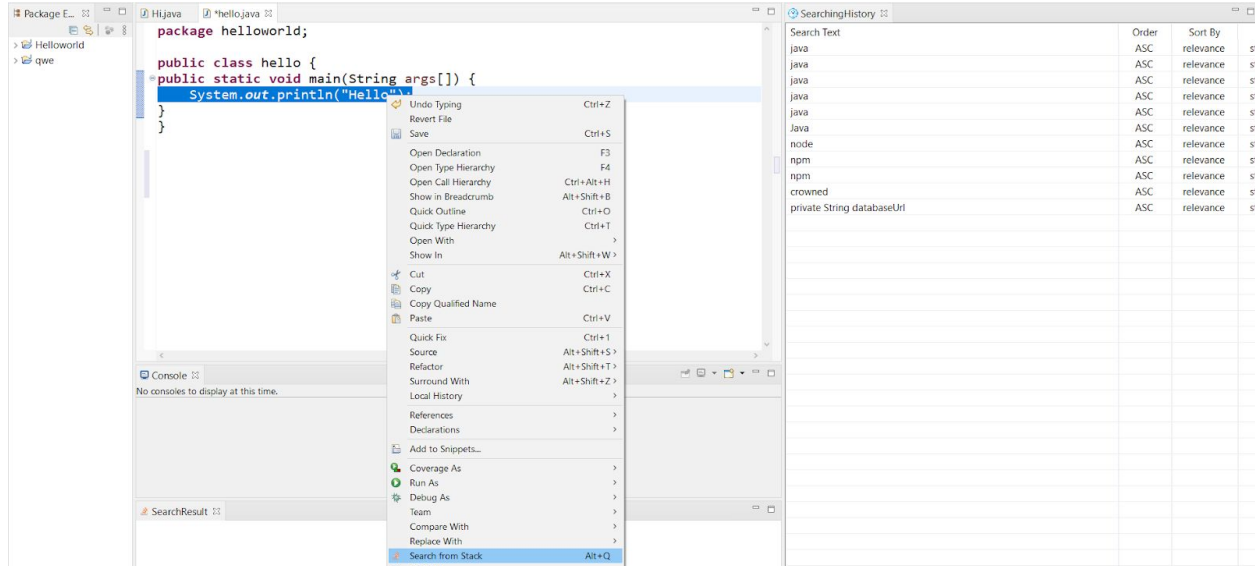 Package E...
Helloworld
qwe
Hi.java
*hello.java
package helloworld;
public class hello {
public static void main(String args[]) {
System.out.println("Hello");
}
}
Undo Typing Ctrl+Z
Revert File
Save Ctrl+S
Open Declaration F3
Open Type Hierarchy F4
Open Call Hierarchy Ctrl+Alt+H
Show in Breadcrumb Alt+Shift+B
Quick Outline Ctrl+O
Quick Type Hierarchy Ctrl+T
Open With >
Show In Alt+Shift+W >
Cut Ctrl+X
Copy Ctrl+C
Copy Qualified Name
Paste Ctrl+V
Quick Fix Ctrl+1
Source Alt+Shift+S >
Refactor Alt+Shift+T >
Surround With Alt+Shift+Z >
Local History >
References >
Declarations >
Add to Snippets...
Coverage As >
Run As >
Debug As >
Team >
Compare With >
Replace With >
Search from Stack Alt+Q
Console
No consoles to display at this time.
SearchResult
SearchingHistory
Search Text Order Sort By
java ASC relevance
java ASC relevance
java ASC relevance
java ASC relevance
java ASC relevance
Java ASC relevance
node ASC relevance
npm ASC relevance
npm ASC relevance
crowned ASC relevance
private String databaseUrl ASC relevance